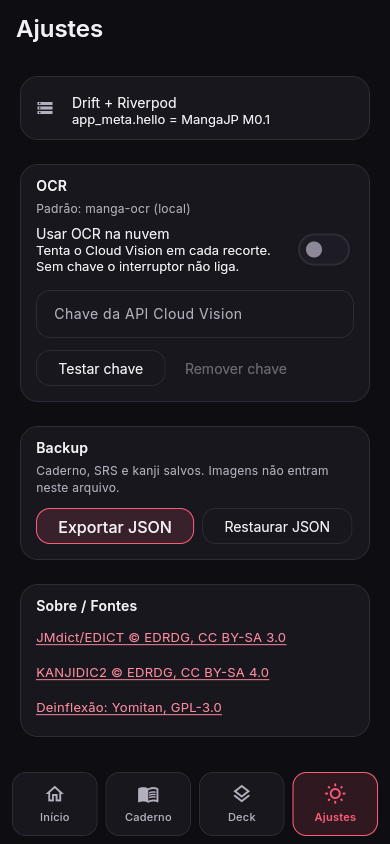 Ajustes
Drift + Riverpod
app_meta.hello = MangaJP M0.1
OCR
Padrão: manga-ocr (local)
Usar OCR na nuvem
Tenta o Cloud Vision em cada recorte.
Sem chave o interruptor não liga.
Chave da API Cloud Vision
Testar chave
Remover chave
Backup
Caderno, SRS e kanji salvos. Imagens não entram
neste arquivo.
Exportar JSON
Restaurar JSON
Sobre / Fontes
JMdict/EDICT © EDRDG, CC BY-SA 3.0
KANJIDIC2 © EDRDG, CC BY-SA 4.0
Deinflexão: Yomitan, GPL-3.0
Início
Caderno
Deck
Ajustes